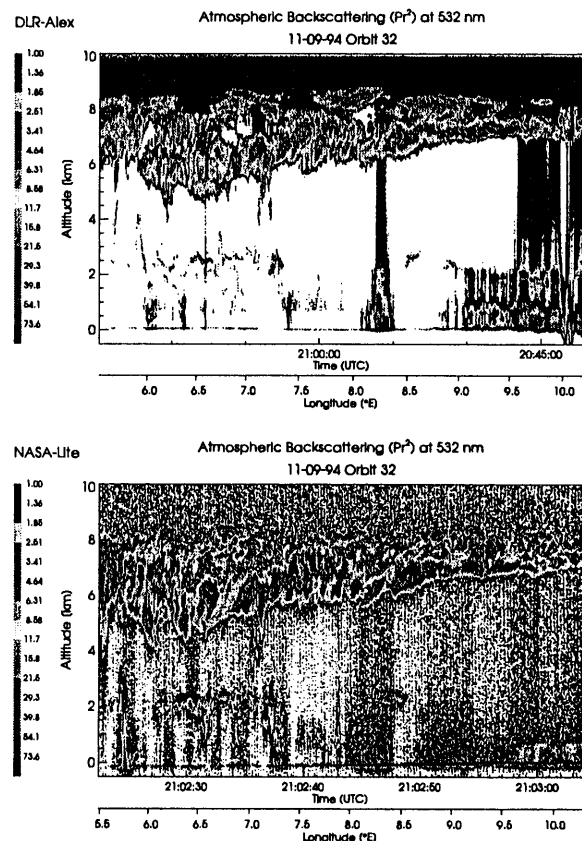 DLR-Alex
Atmospheric Backscattering (Pr²) at 532 nm
11-09-94 Orbit 32
1.00
1.36
1.85
2.51
3.41
4.64
6.31
8.58
11.7
15.8
21.5
29.3
39.8
54.1
73.6
Altitude (km)
10
8
6
4
2
0
21:00:00 20:45:00
Time (UTC)
6.0 6.5 7.0 7.5 8.0 8.5 9.0 9.5 10.0
Longitude (°E)
NASA-Lite
Atmospheric Backscattering (Pr²) at 532 nm
11-09-94 Orbit 32
1.00
1.36
1.85
2.51
3.41
4.64
6.31
8.58
11.7
15.8
21.5
29.3
39.8
54.1
73.6
Altitude (km)
10
8
6
4
2
0
21:02:30 21:02:40 21:02:50 21:03:00
Time (UTC)
5.5 6.0 6.5 7.0 7.5 8.0 8.5 9.0 9.5 10.0
Longitude (°E)